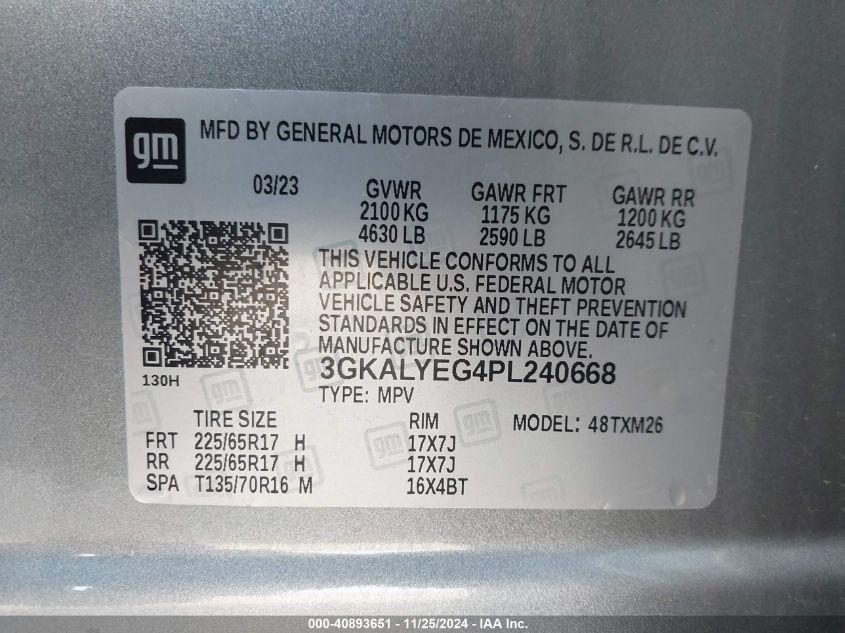 gm MFD BY GENERAL MOTORS DE MEXICO, S. DE R.L. DE C.V.
03/23 GVWR GAWR FRT GAWR RR
2100 KG 1175 KG 1200 KG
4630 LB 2590 LB 2645 LB
THIS VEHICLE CONFORMS TO ALL
APPLICABLE U.S. FEDERAL MOTOR
VEHICLE SAFETY AND THEFT PREVENTION
STANDARDS IN EFFECT ON THE DATE OF
MANUFACTURE SHOWN ABOVE.
3GKALYEG4PL240668
130H TYPE: MPV
TIRE SIZE RIM MODEL: 48TXM26
FRT 225/65R17 H 17X7J
RR 225/65R17 H 17X7J
SPA T135/70R16 M 16X4BT
000-40893651 - 11/25/2024 - IAA Inc.